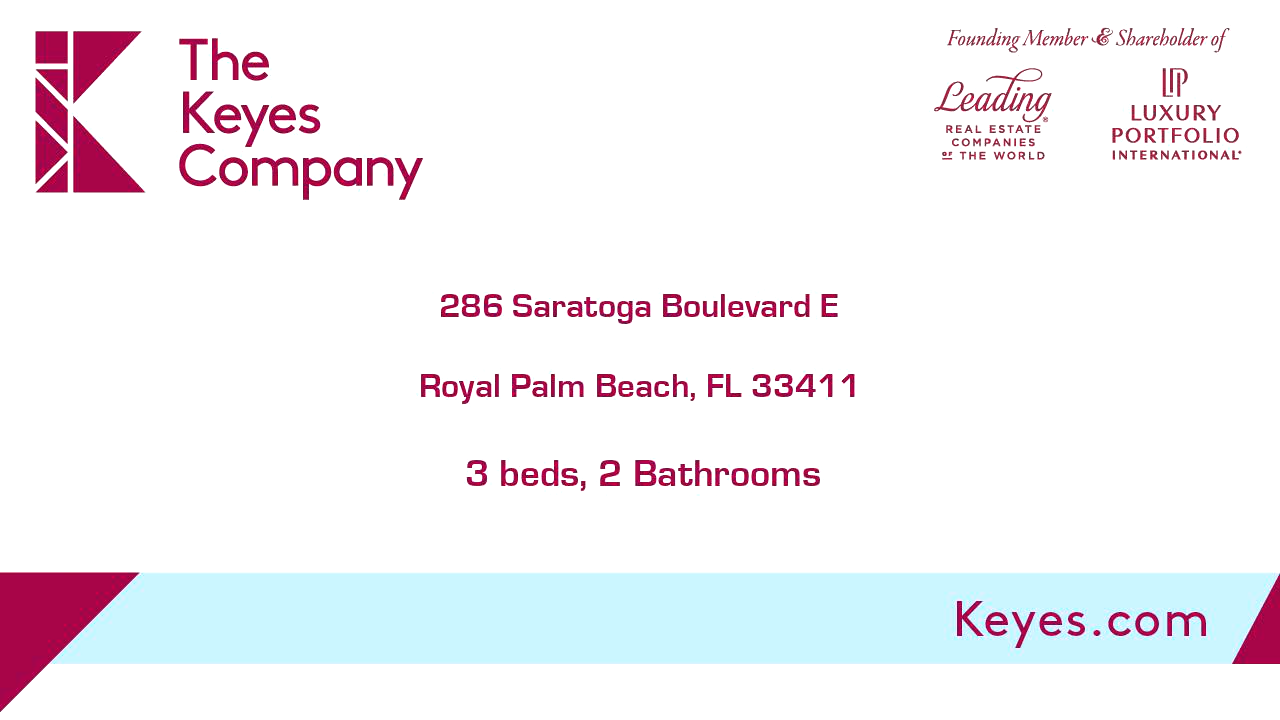 The
Keyes
Company
Founding Member & Shareholder of
Leading®
REAL ESTATE
COMPANIES
OF THE WORLD
LUXURY
PORTFOLIO
INTERNATIONAL®
286 Saratoga Boulevard E
Royal Palm Beach, FL 33411
3 beds, 2 Bathrooms
Keyes.com